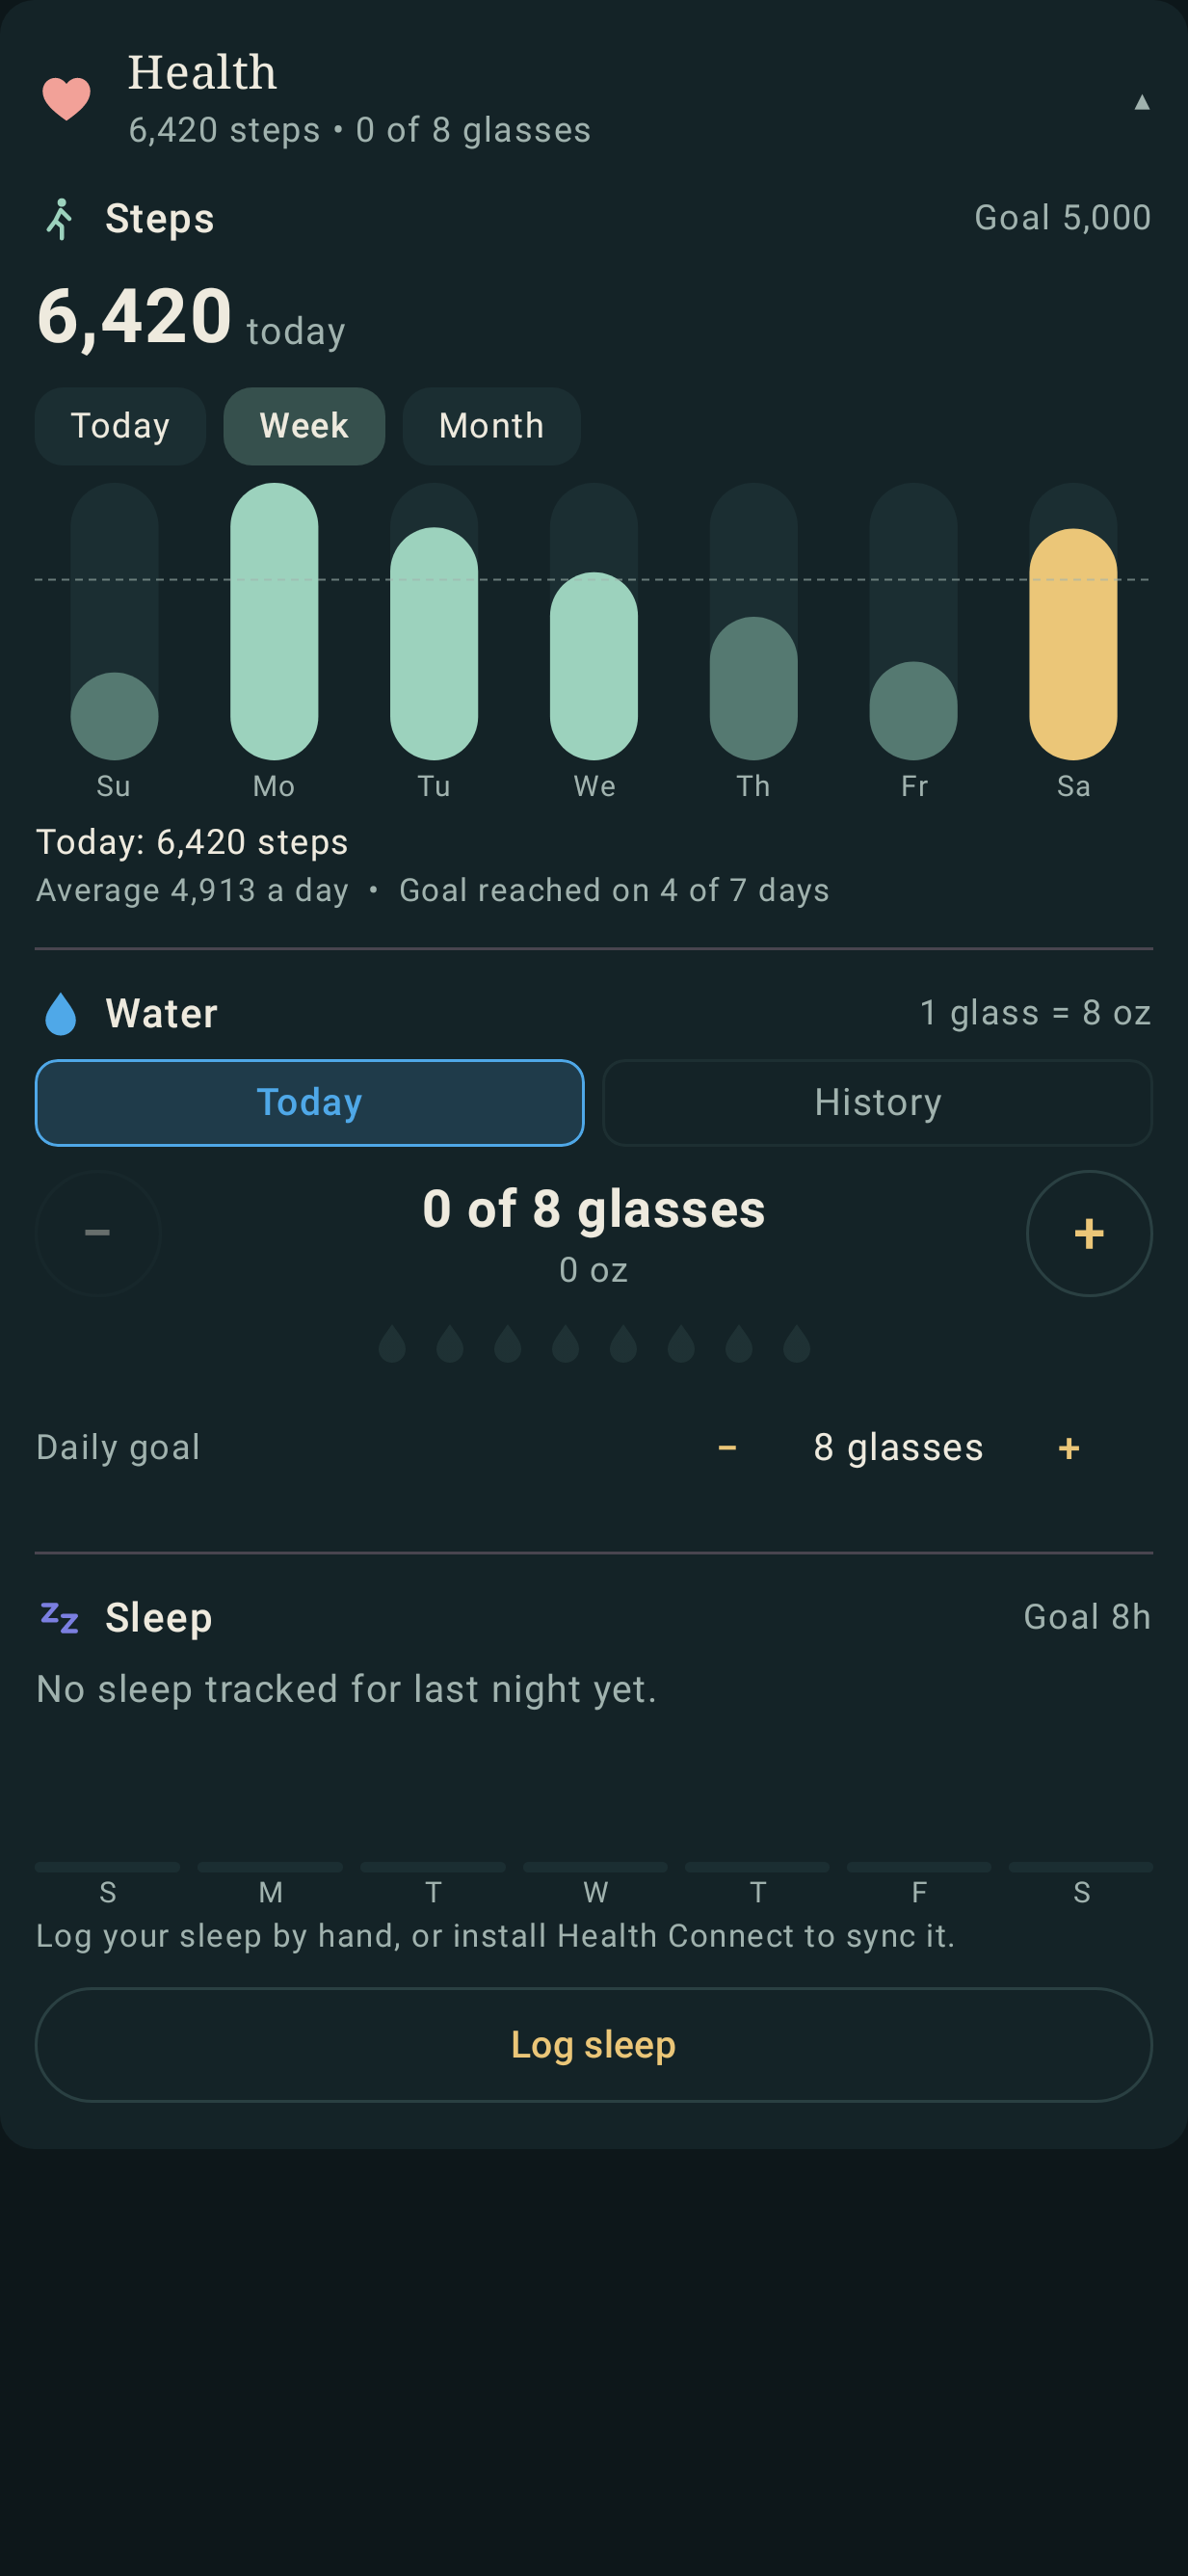 Health
6,420 steps • 0 of 8 glasses
▲
Steps
Goal 5,000
6,420 today
Today Week Month
Su Mo Tu We Th Fr Sa
Today: 6,420 steps
Average 4,913 a day • Goal reached on 4 of 7 days
Water
1 glass = 8 oz
Today History
−
0 of 8 glasses
+
0 oz
Daily goal − 8 glasses +
zz
Sleep
Goal 8h
No sleep tracked for last night yet.
S M T W T F S
Log your sleep by hand, or install Health Connect to sync it.
Log sleep